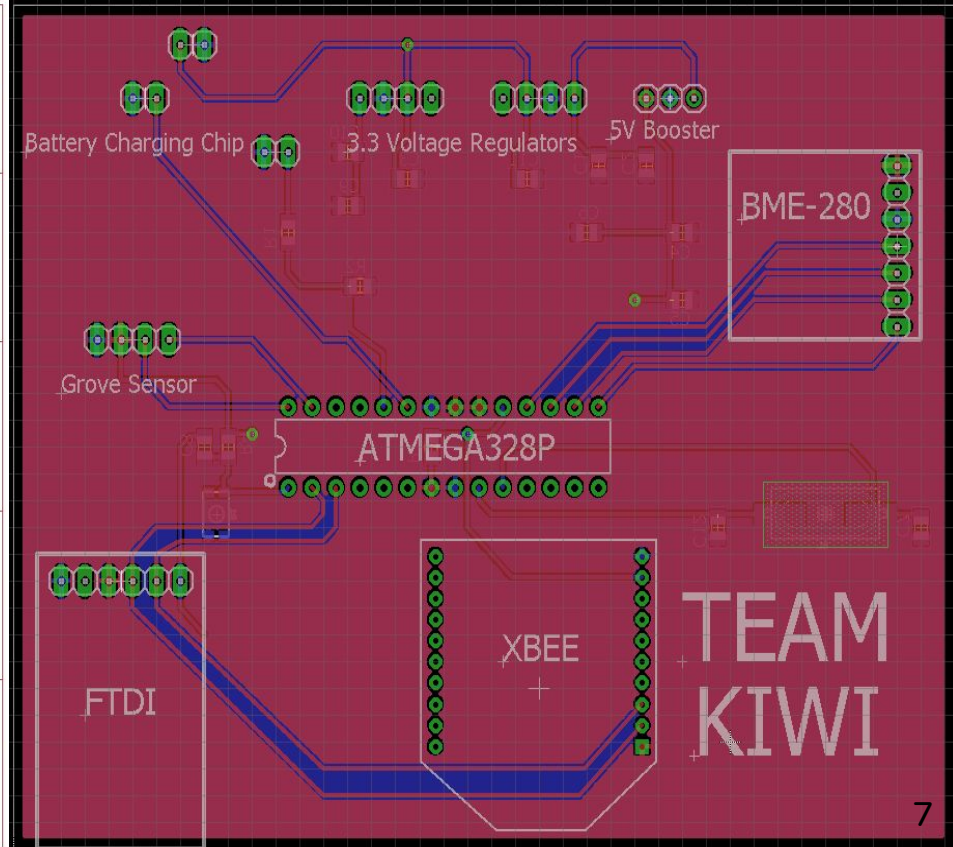 Battery Charging Chip
3.3 Voltage Regulators
5V Booster
BME-280
Grove Sensor
ATMEGA328P
XBEE
FTDI
TEAM
KIWI
7